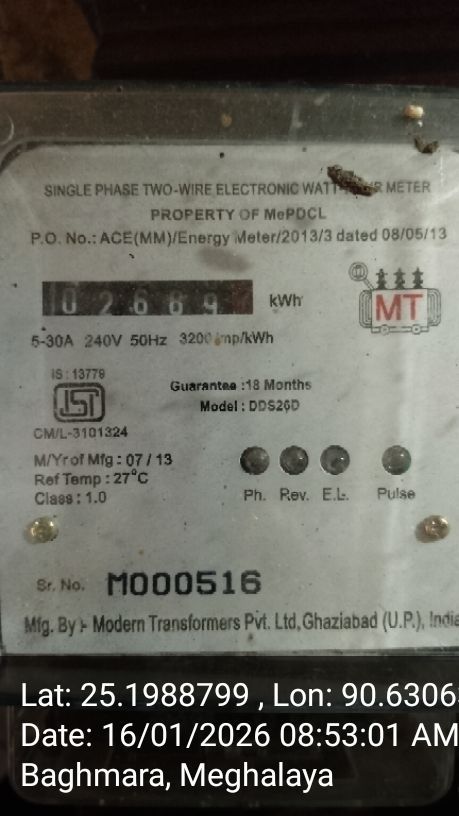 SINGLE PHASE TWO-WIRE ELECTRONIC METER
PROPERTY OF MePDCL
P.O. No.: ACE(MM)/Energy Meter/2013/3 dated 08/05/13
kWh
MT
5-30A 240V 50Hz 3200 imp/kWh
IS : 13779
Guarantee :18 Months
Model : DDS26D
ISI
CM/L-3101324
M/Yr of Mfg : 07 / 13
Ref Temp : 27°C
Class : 1.0
Ph. Rev. E.L. Pulse
Sr. No. M000516
Mfg. By :- Modern Transformers Pvt. Ltd, Ghaziabad (U.P.), India
Lat: 25.1988799 , Lon: 90.6306
Date: 16/01/2026 08:53:01 AM
Baghmara, Meghalaya